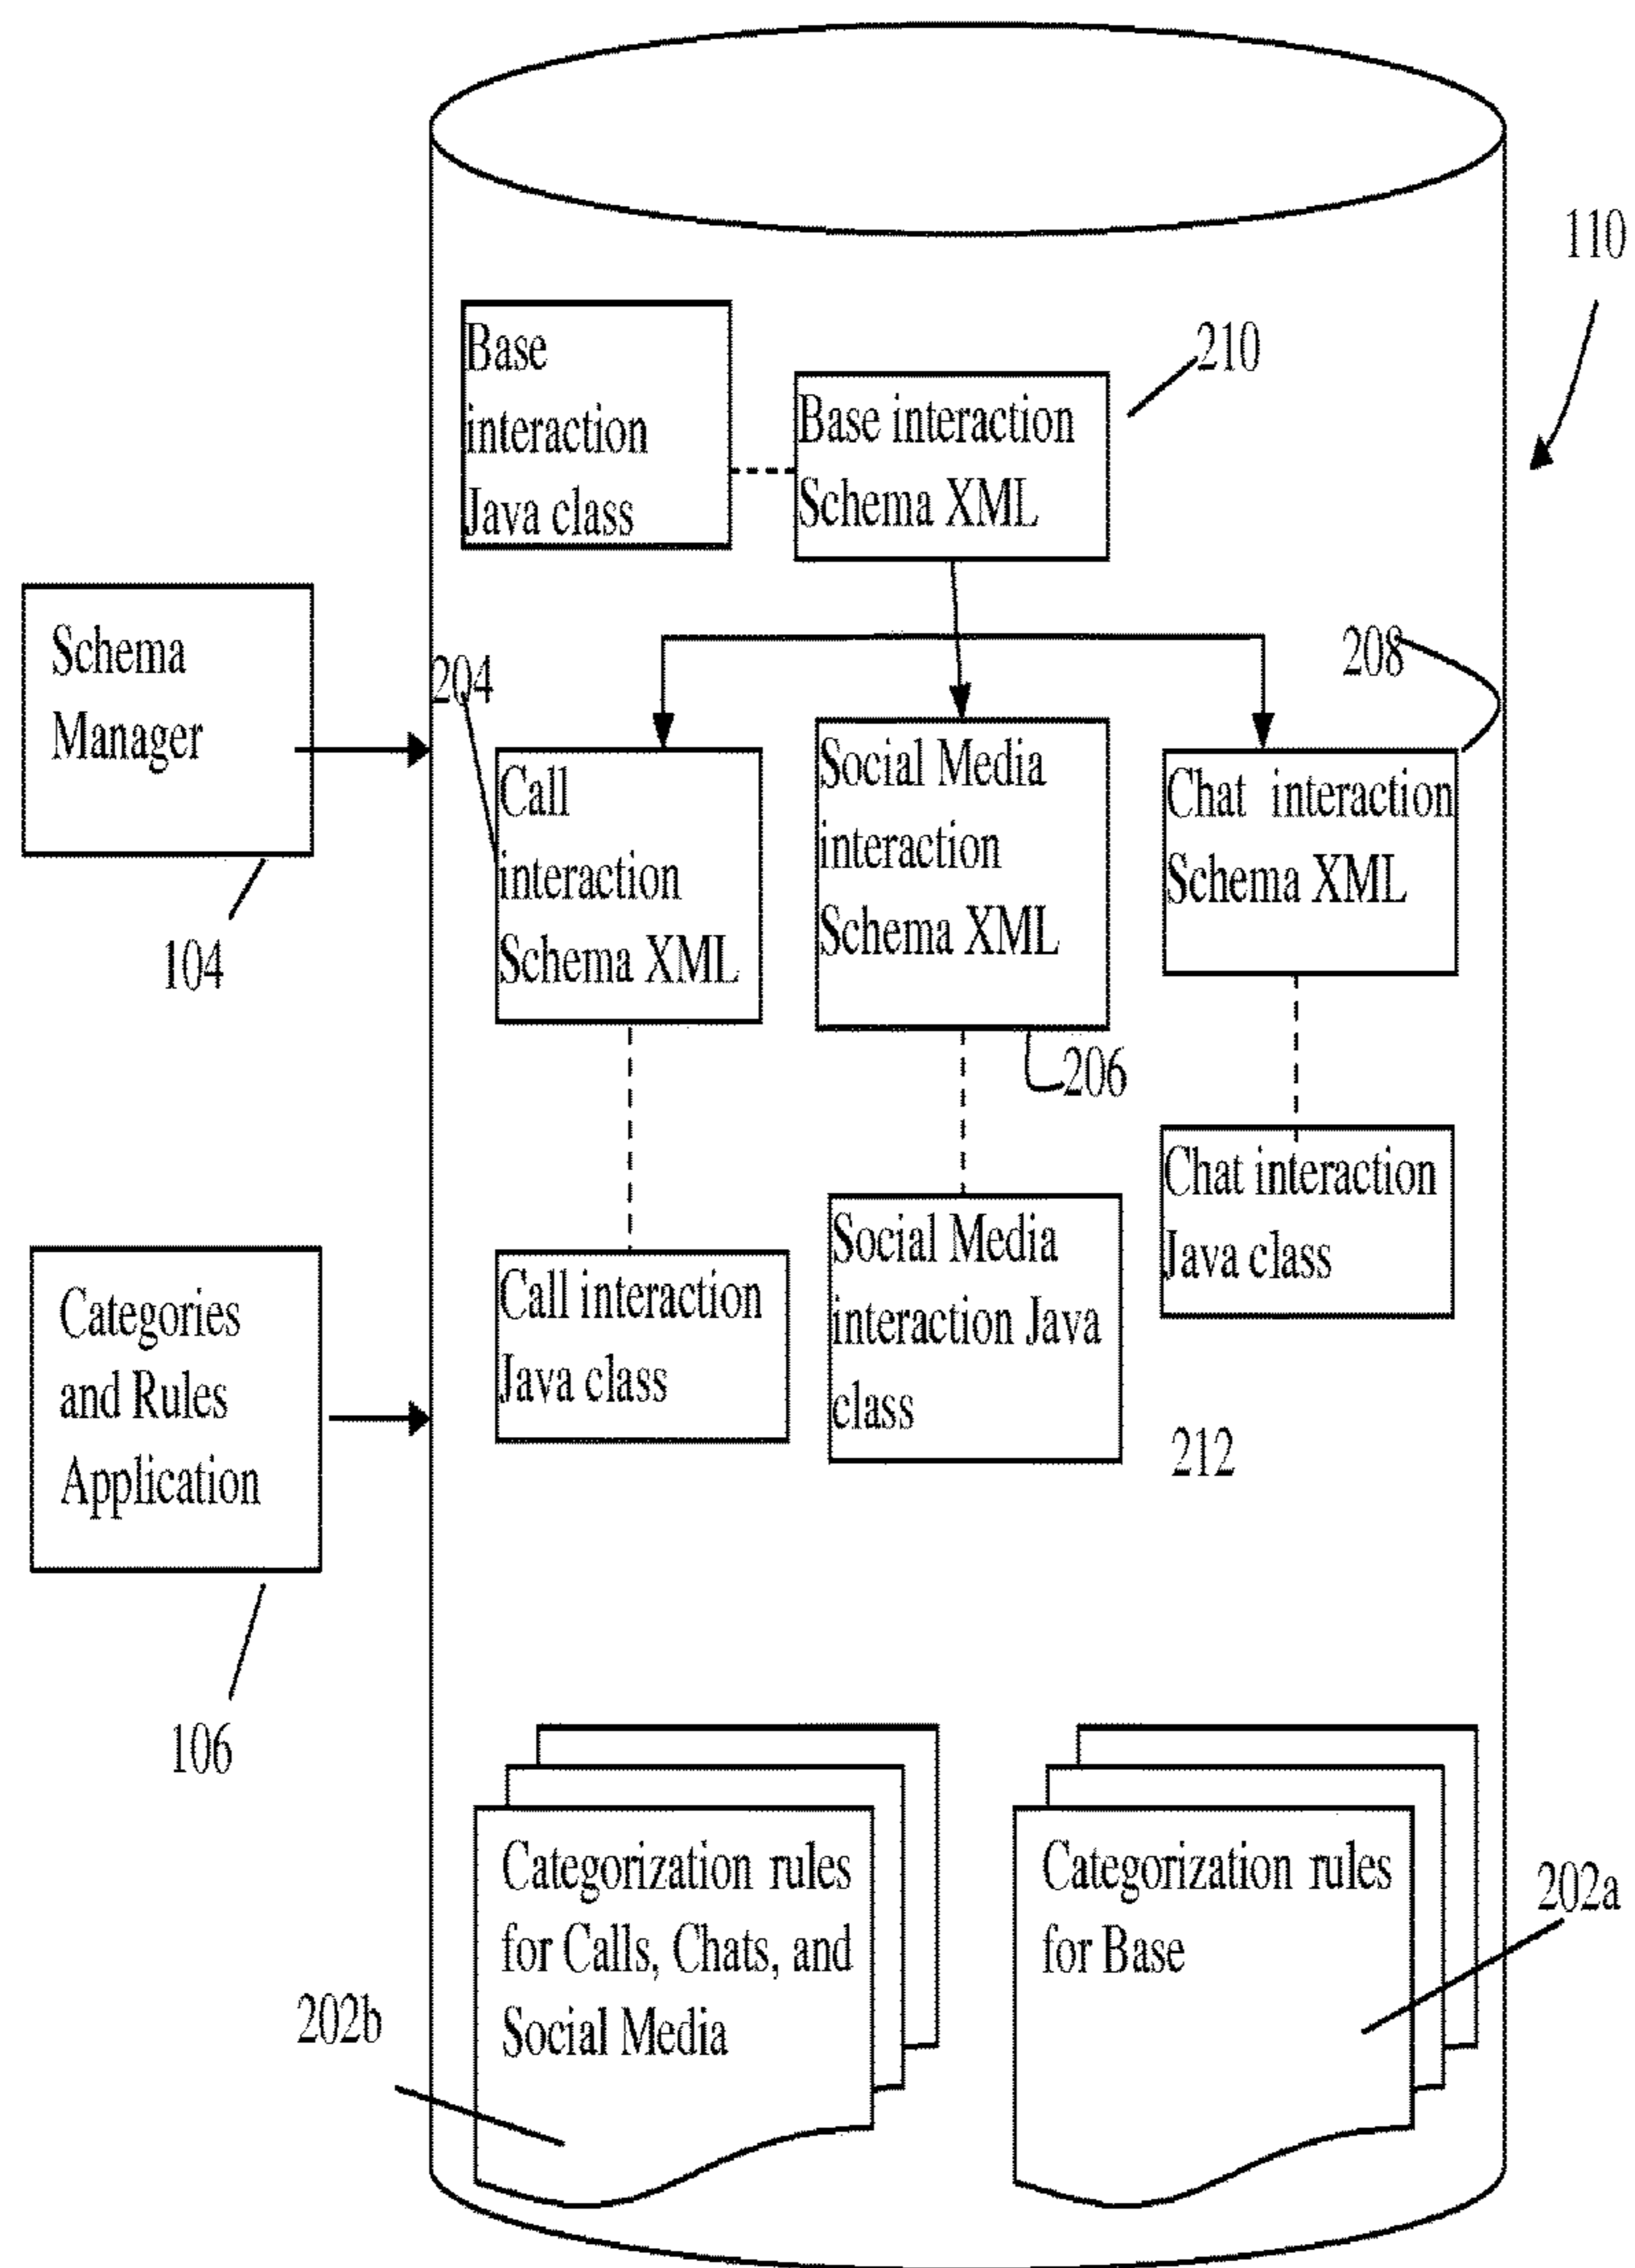 110
Base
interaction
Java class
Base interaction
Schema XML
210
Schema
Manager
104
204
208
Call
interaction
Schema XML
Social Media
interaction
Schema XML
206
Chat interaction
Schema XML
Call interaction
Java class
Social Media
interaction Java
class
Chat interaction
Java class
212
Categories
and Rules
Application
106
Categorization rules
for Calls, Chats, and
Social Media
202b
Categorization rules
for Base
202a